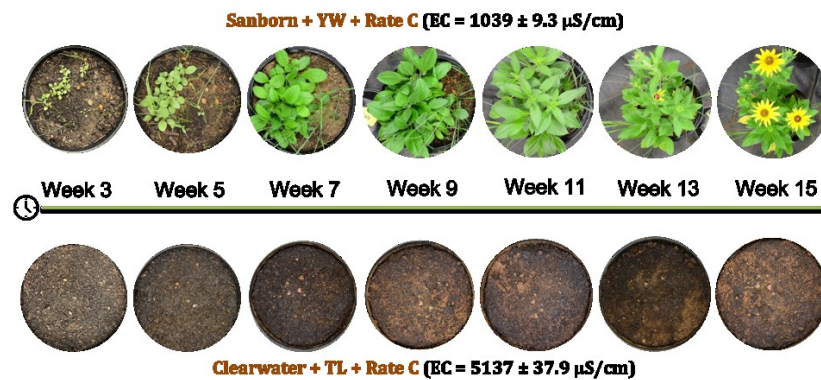 Sanborn + YW + Rate C (EC = 1039 ± 9.3 µS/cm)
Week 3 Week 5 Week 7 Week 9 Week 11 Week 13 Week 15
Clearwater + TL + Rate C (EC = 5137 ± 37.9 µS/cm)